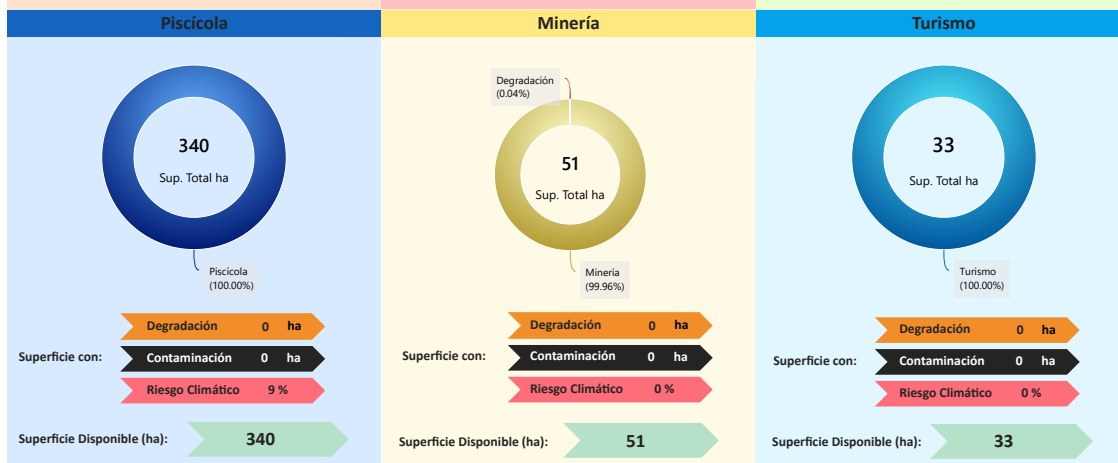 Piscícola
340
Sup. Total ha
Piscícola
(100.00%)
Superficie con:
Degradación 0 ha
Contaminación 0 ha
Riesgo Climático 9 %
Superficie Disponible (ha): 340
Minería
Degradación
(0.04%)
51
Sup. Total ha
Minería
(99.96%)
Superficie con:
Degradación 0 ha
Contaminación 0 ha
Riesgo Climático 0 %
Superficie Disponible (ha): 51
Turismo
33
Sup. Total ha
Turismo
(100.00%)
Superficie con:
Degradación 0 ha
Contaminación 0 ha
Riesgo Climático 0 %
Superficie Disponible (ha): 33